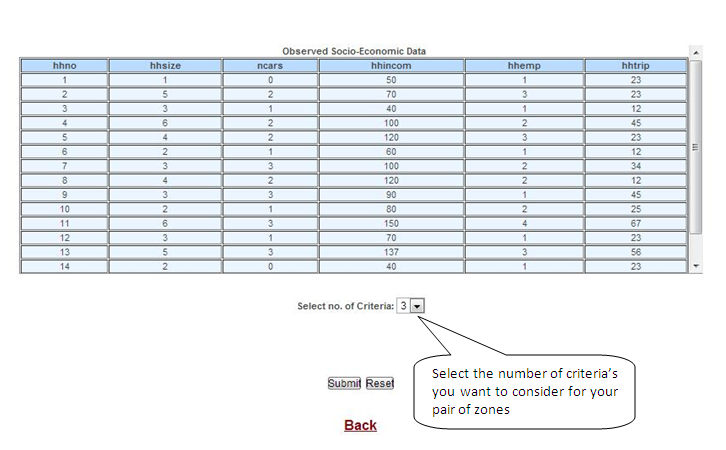 Observed Socio-Economic Data
hhno hhsize ncars hhincom hhemp hhtrip
1 1 0 50 1 23
2 5 2 70 3 23
3 3 1 40 1 12
4 6 2 100 2 45
5 4 2 120 3 23
6 2 1 60 1 12
7 3 3 100 2 34
8 4 2 120 2 12
9 3 3 90 1 45
10 2 1 80 2 25
11 6 3 150 4 67
12 3 1 70 1 23
13 5 3 137 3 56
14 2 0 40 1 23
Select no. of Criteria: 3
Select the number of criteria's
you want to consider for your
pair of zones
Submit Reset
Back